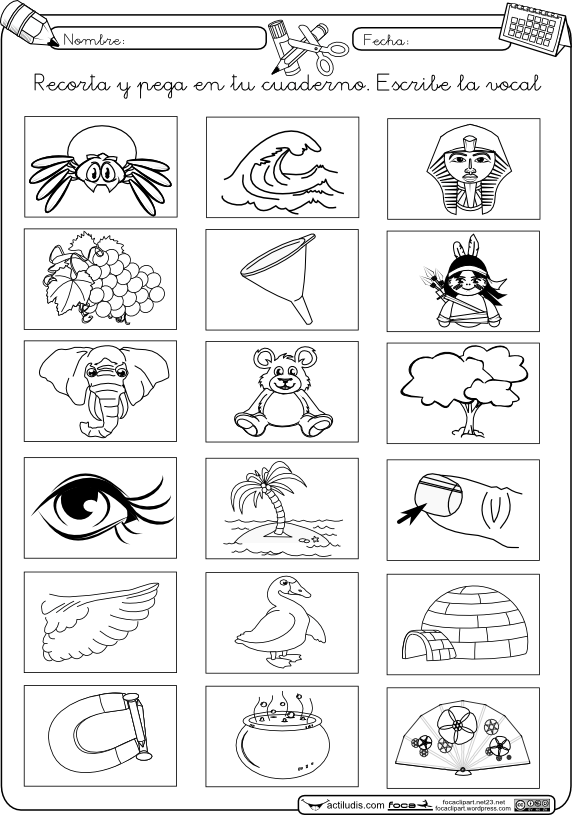 Nombre:
Fecha:
Recorta y pega en tu cuaderno. Escribe la vocal
actiludis.com foca focaclipart.net23.net
focaclipart.wordpress.com